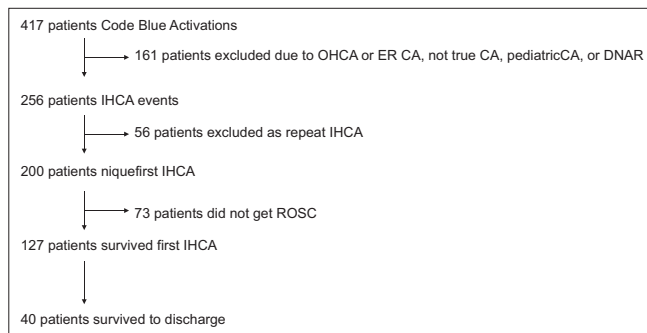 417 patients Code Blue Activations
161 patients excluded due to OHCA or ER CA, not true CA, pediatricCA, or DNAR
256 patients IHCA events
56 patients excluded as repeat IHCA
200 patients niquefirst IHCA
73 patients did not get ROSC
127 patients survived first IHCA
40 patients survived to discharge